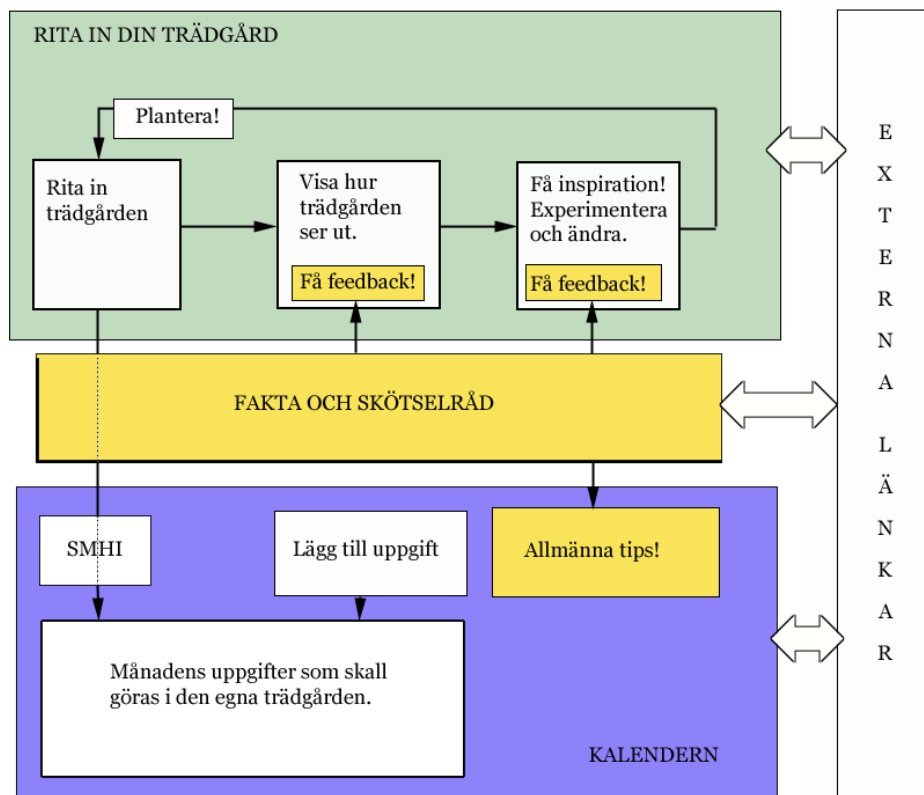 RITA IN DIN TRÄDGÅRD
Plantera!
Rita in
trädgården
Visa hur
trädgården
ser ut.
Få feedback!
Få inspiration!
Experimentera
och ändra.
Få feedback!
FAKTA OCH SKÖTSELRÅD
SMHI
Lägg till uppgift
Allmänna tips!
Månadens uppgifter som skall
göras i den egna trädgården.
KALENDERN
EXTERNA LÄNKAR